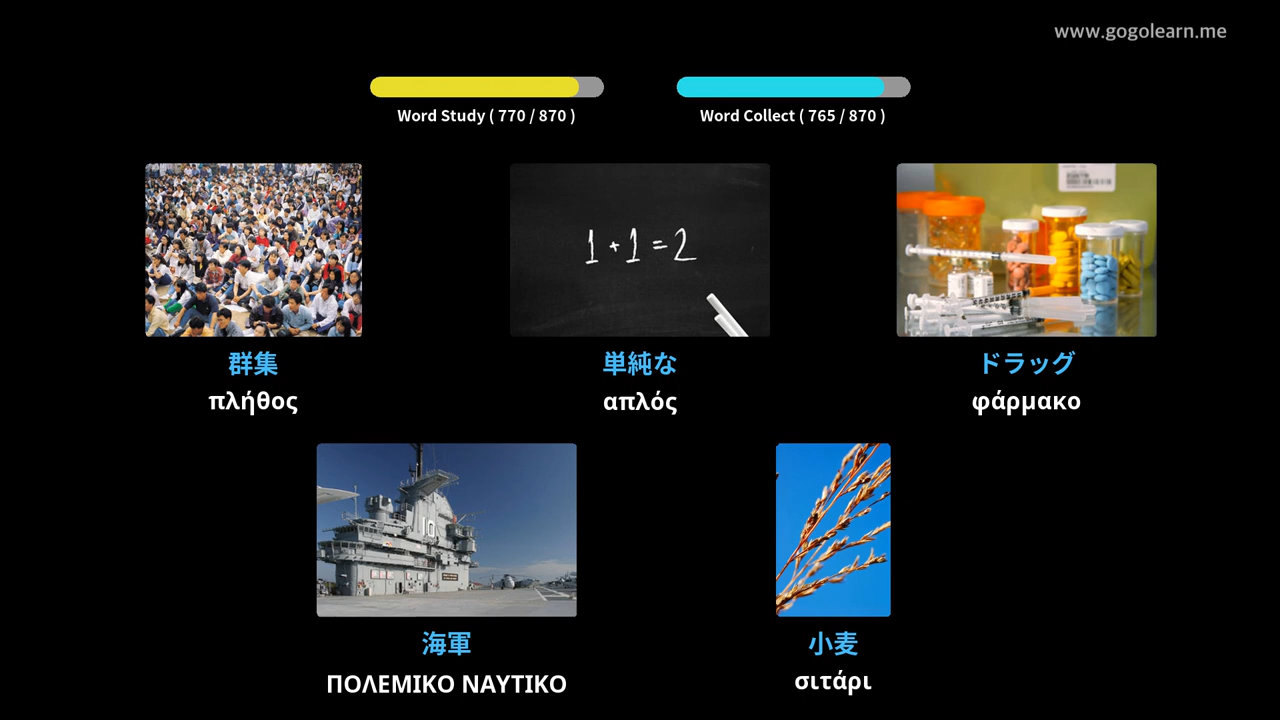 www.gogolearn.me
Word Study ( 770 / 870 )
Word Collect ( 765 / 870 )
1+1=2
群集
πλήθος
単純な
απλός
ドラッグ
φάρμακο
10
海軍
ΠΟΛΕΜΙΚΟ ΝΑΥΤΙΚΟ
小麦
σιτάρι